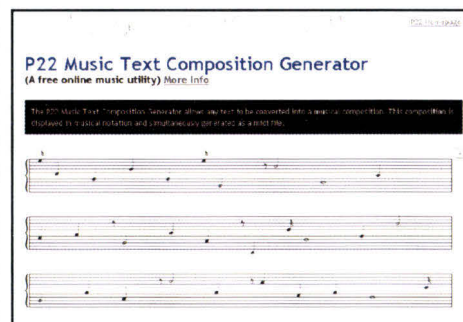 P22 Music Text Composition Generator
(A free online music utility) More Info
The P22 Music Text Composition Generator allows any text to be converted into a musical composition. This composition is
displayed in musical notation and simultaneously generated as a midi file.